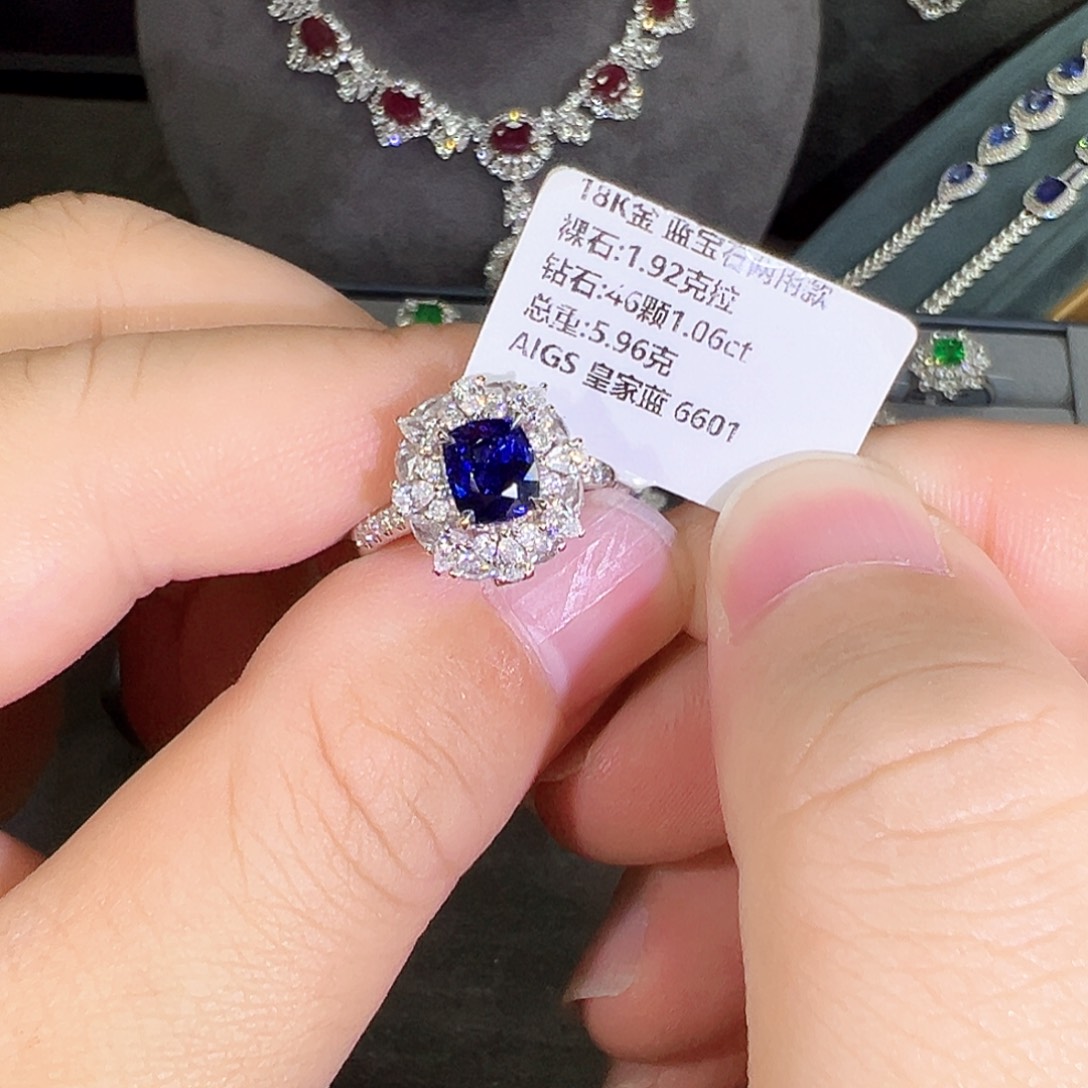 18K金 蓝宝石两用款
裸石:1.92克拉
钻石:46颗1.06ct
总重:5.96克
AIGS 皇家蓝 6601